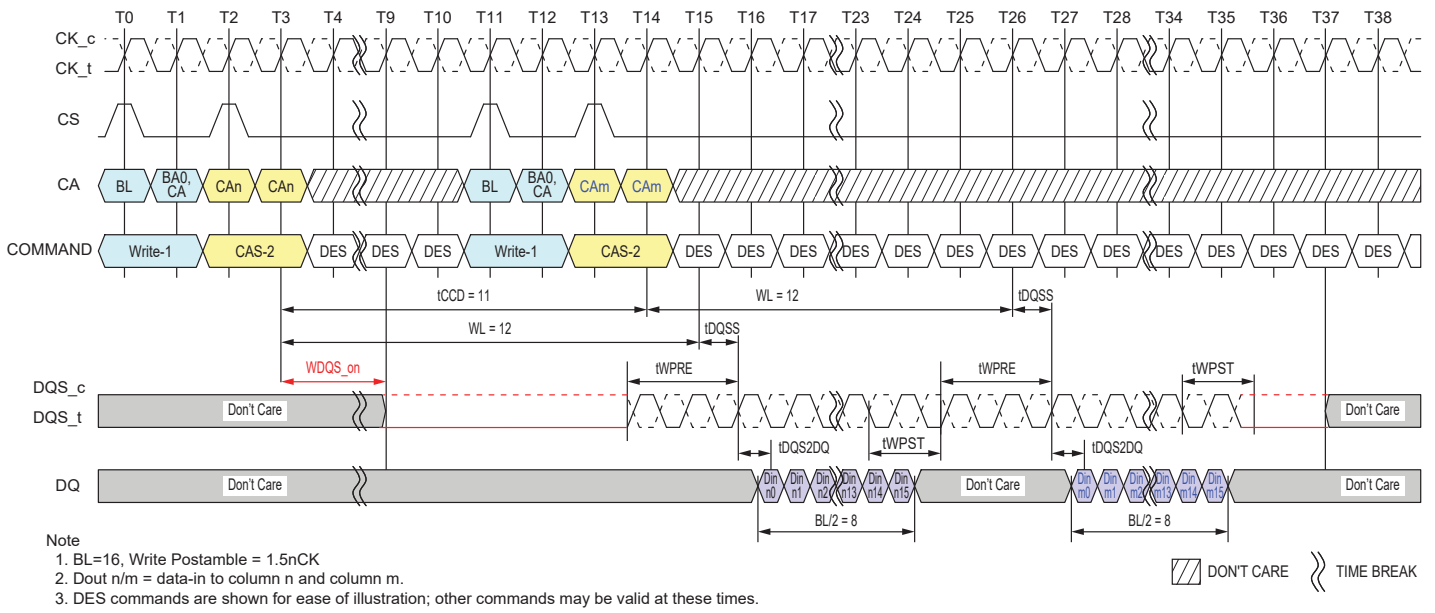 T0 T1 T2 T3 T4 T9 T10 T11 T12 T13 T14 T15 T16 T17 T23 T24 T25 T26 T27 T28 T34 T35 T36 T37 T38
CK_c
CK_t
CS
CA BL BA0, CA CAn CAn BL BA0, CA CAm CAm
COMMAND Write-1 CAS-2 DES DES DES Write-1 CAS-2 DES DES DES DES DES DES DES DES DES DES DES DES DES DES
tCCD = 11 WL = 12 tDQSS
WL = 12 tDQSS
WDQS_on tWPRE tWPRE tWPST
DQS_c
DQS_t Don't Care Don't Care
tDQS2DQ tWPST tDQS2DQ
DQ Don't Care Din n0 Din n1 Din n2 Din n13 Din n14 Din n15 Don't Care Din m0 Din m1 Din m2 Din m13 Din m14 Din m15 Don't Care
BL/2 = 8 BL/2 = 8
Note
1. BL=16, Write Postamble = 1.5nCK
2. Dout n/m = data-in to column n and column m.
3. DES commands are shown for ease of illustration; other commands may be valid at these times.
DON'T CARE TIME BREAK